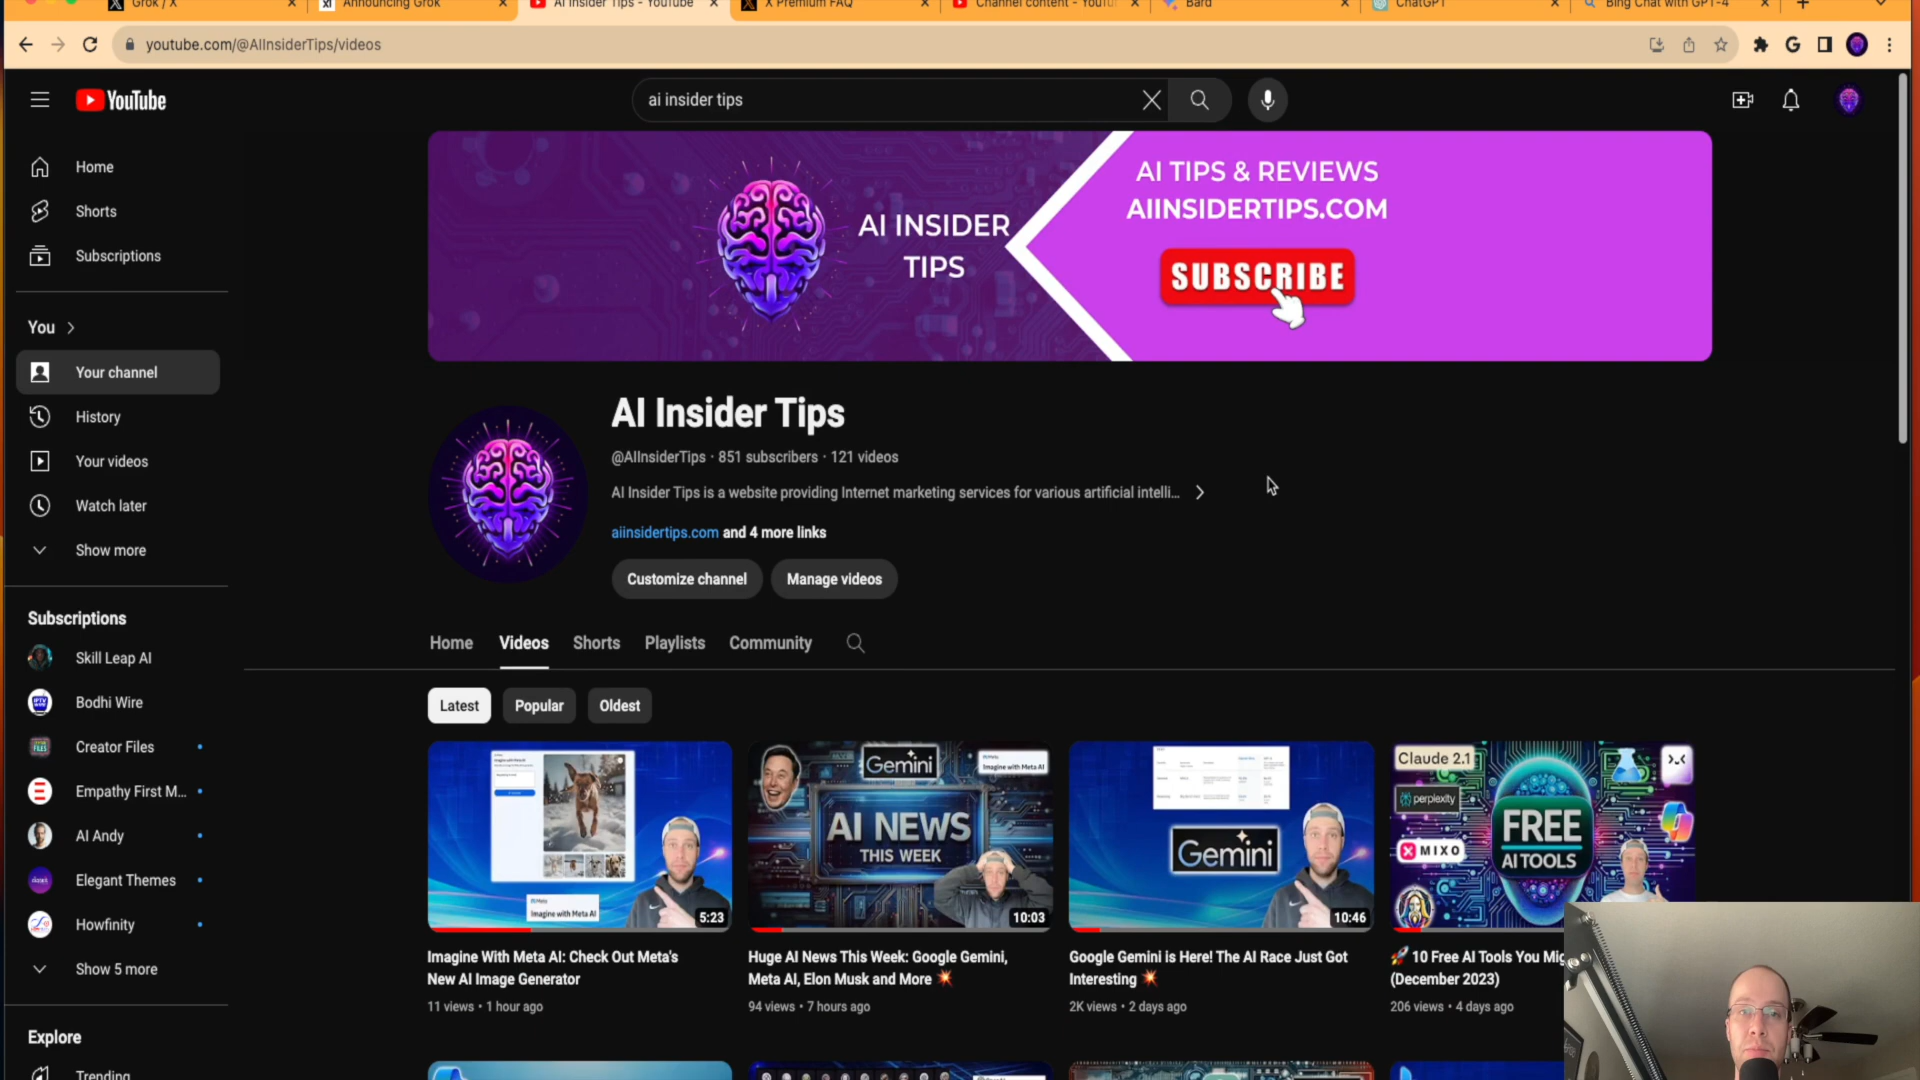 Grok / X
Announcing Grok
AI Insider Tips - YouTube
X Premium FAQ
Channel content - YouTu
Bard
ChatGPT
Bing Chat with GPT-4
youtube.com/@AIInsiderTips/videos
YouTube
ai insider tips
Home
Shorts
Subscriptions
You
Your channel
History
Your videos
Watch later
Show more
Subscriptions
Skill Leap AI
Bodhi Wire
Creator Files
Empathy First M...
AI Andy
Elegant Themes
Howfinity
Show 5 more
Explore
Trending
AI INSIDER
TIPS
AI TIPS & REVIEWS
AIINSIDERTIPS.COM
SUBSCRIBE
AI Insider Tips
@AIInsiderTips · 851 subscribers · 121 videos
AI Insider Tips is a website providing Internet marketing services for various artificial intelli...
aiinsidertips.com and 4 more links
Customize channel
Manage videos
Home
Videos
Shorts
Playlists
Community
Latest
Popular
Oldest
Imagine with Meta AI
5:23
Imagine With Meta AI: Check Out Meta's
New AI Image Generator
11 views • 1 hour ago
Gemini
Imagine with Meta AI
AI NEWS
THIS WEEK
10:03
Huge AI News This Week: Google Gemini,
Meta AI, Elon Musk and More 💥
94 views • 7 hours ago
Gemini
10:46
Google Gemini is Here! The AI Race Just Got
Interesting 💥
2K views • 2 days ago
Claude 2.1
perplexity
MIXO
FREE
AI TOOLS
🚀 10 Free AI Tools You Mig
(December 2023)
206 views • 4 days ago